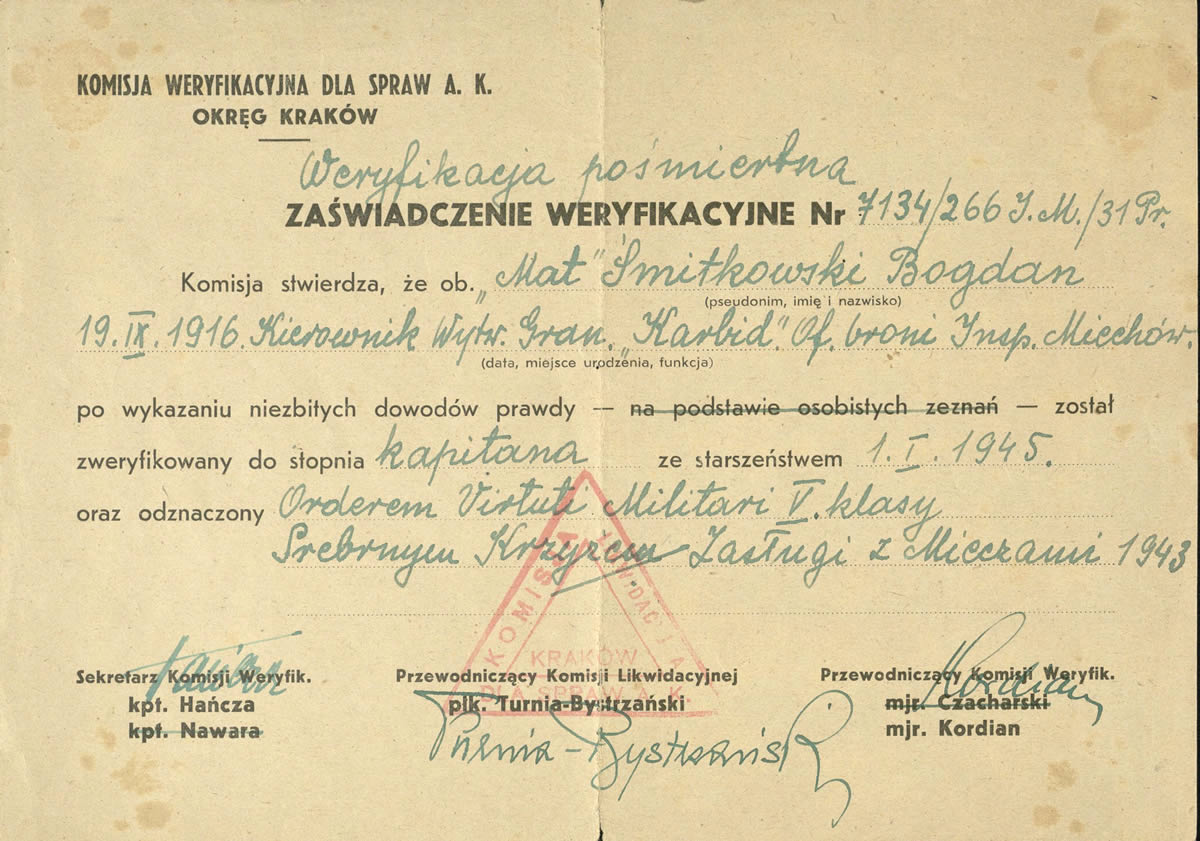 KOMISJA WERYFIKACYJNA DLA SPRAW A. K.
OKRĘG KRAKÓW
Weryfikacja pośmiertna
ZAŚWIADCZENIE WERYFIKACYJNE Nr 7134/266 J.M./31 Pr.
Komisja stwierdza, że ob. „Mat" Śmitkowski Bogdan
(pseudonim, imię i nazwisko)
19.IX.1916. Kierownik Wytw. Gran. „Karbid". Of. broni Insp. Miechów.
(data, miejsce urodzenia, funkcja)
po wykazaniu niezbitych dowodów prawdy — na podstawie osobistych zeznań — został
zweryfikowany do stopnia kapitana ze starszeństwem 1.I.1945.
oraz odznaczony Orderem Virtuti Militari V. klasy
Srebrnym Krzyżem Zasługi z Mieczami 1943
KOMISJA
KRAKÓW
DLA SPRAW A. K.
Sekretarz Komisji Weryfik. Przewodniczący Komisji Likwidacyjnej Przewodniczący Komisji Weryfik.
kpt. Hańcza płk. Turnia-Bystrzański mjr. Czacharski
kpt. Nawara mjr. Kordian
Kordian
Turnia-Bystrzański